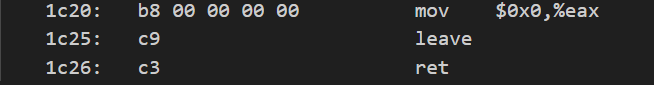 1c20: b8 00 00 00 00 mov $0x0,%eax
1c25: c9 leave
1c26: c3 ret